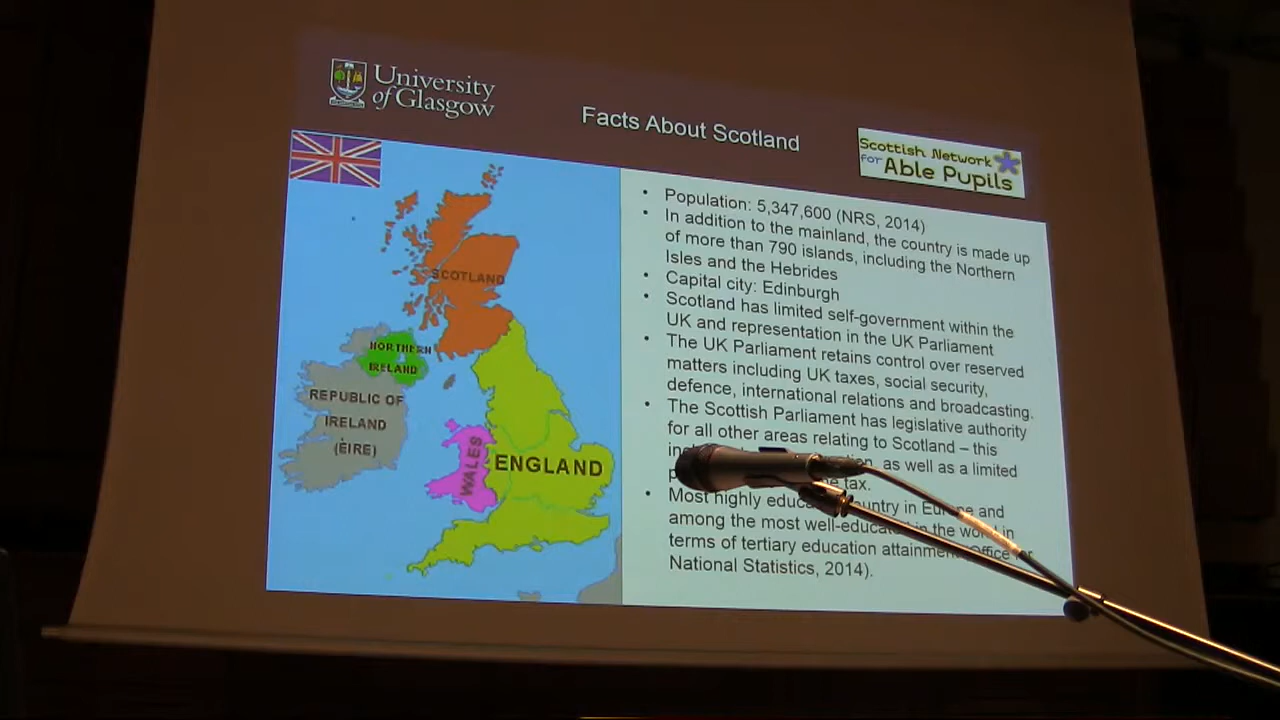 University
of Glasgow
Facts About Scotland
Scottish Network
for Able Pupils
SCOTLAND
NORTHERN
IRELAND
REPUBLIC OF
IRELAND
(ÉIRE)
WALES
ENGLAND
• Population: 5,347,600 (NRS, 2014)
• In addition to the mainland, the country is made up
of more than 790 islands, including the Northern
Isles and the Hebrides
• Capital city: Edinburgh
• Scotland has limited self-government within the
UK and representation in the UK Parliament
• The UK Parliament retains control over reserved
matters including UK taxes, social security,
defence, international relations and broadcasting.
• The Scottish Parliament has legislative authority
for all other areas relating to Scotland – this
as well as a limited
tax.
• Most highly country in Europe and
among the most well-educated in the world in
terms of tertiary education attainment (Office for
National Statistics, 2014).